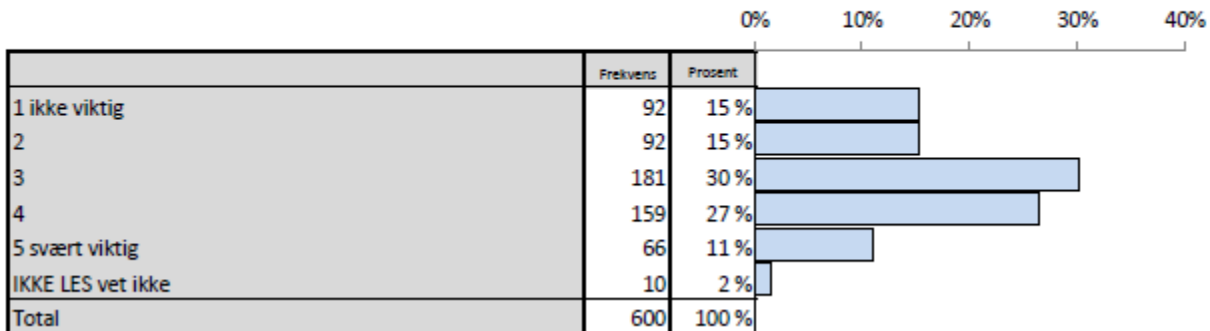 0% 10% 20% 30% 40%
Frekvens Prosent
1 ikke viktig 92 15 %
2 92 15 %
3 181 30 %
4 159 27 %
5 svært viktig 66 11 %
IKKE LES vet ikke 10 2 %
Total 600 100 %